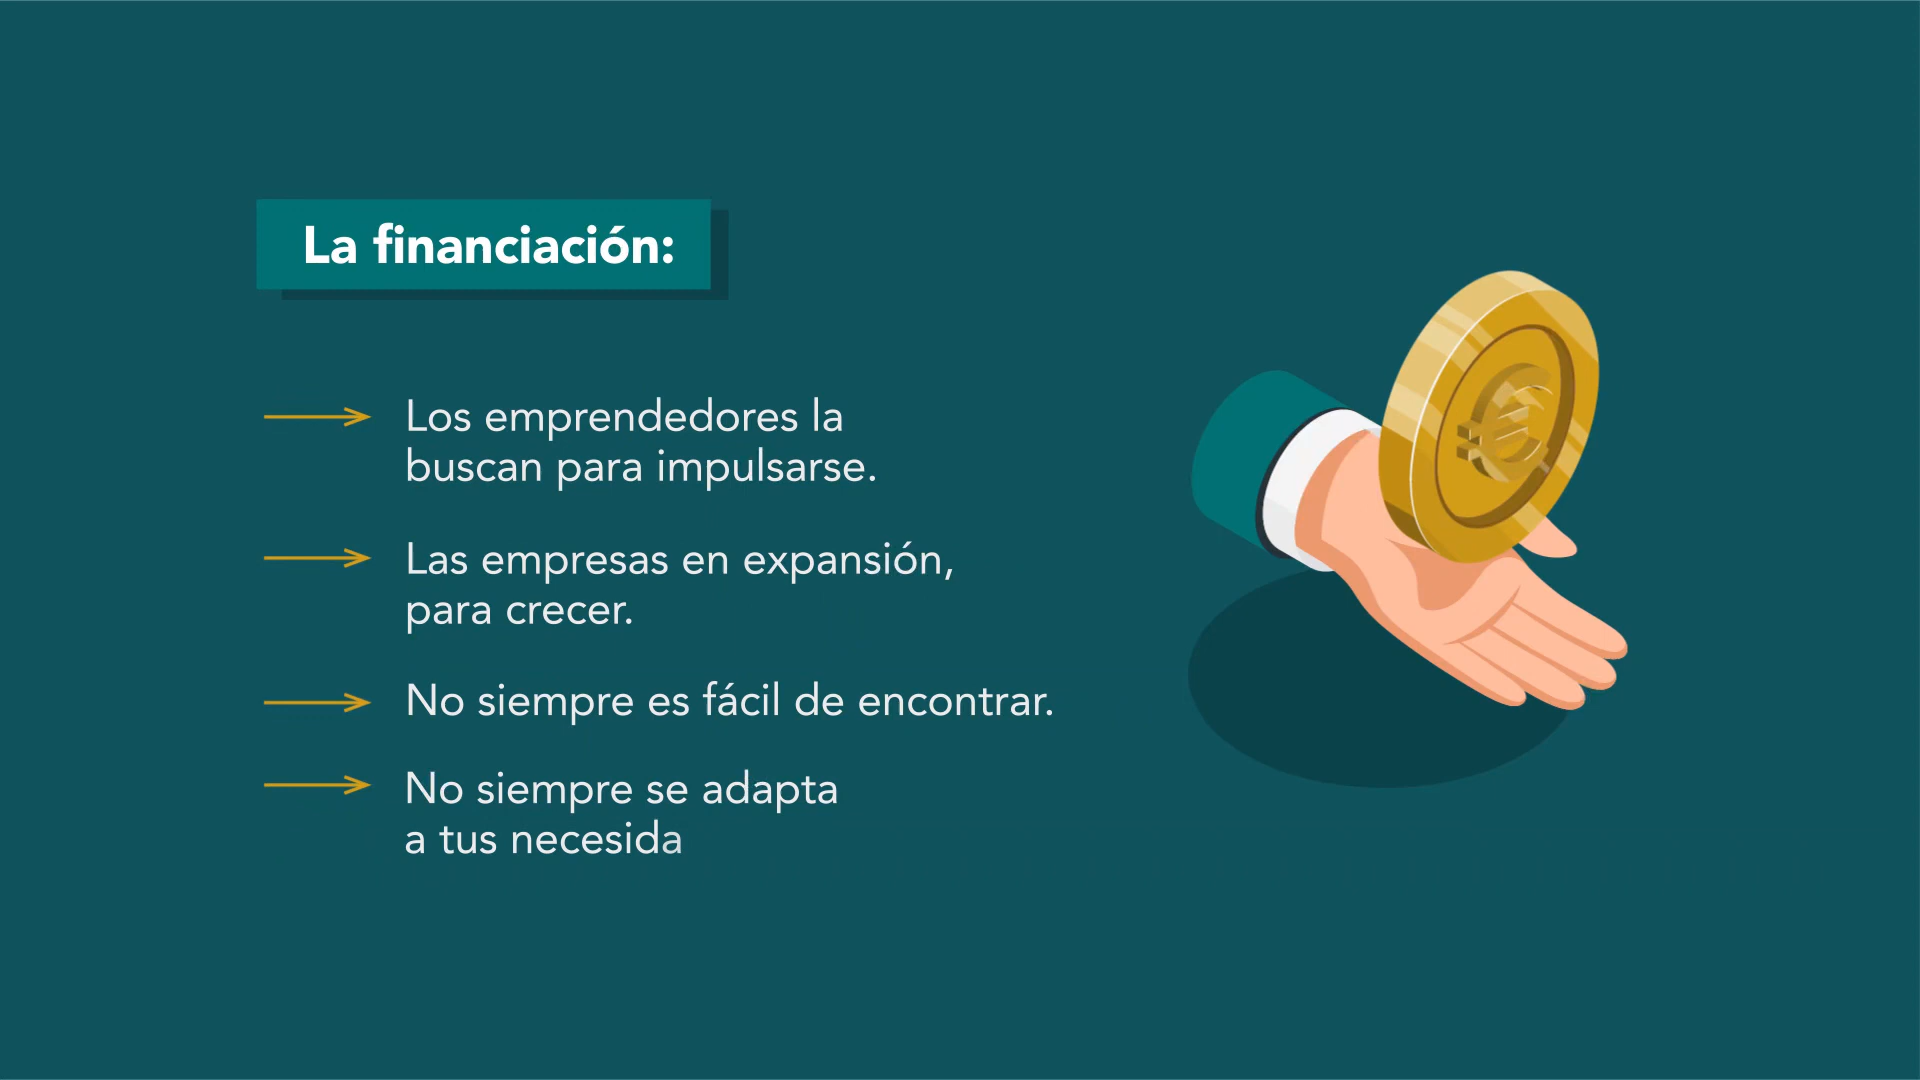 La financiación:
Los emprendedores la
buscan para impulsarse.
Las empresas en expansión,
para crecer.
No siempre es fácil de encontrar.
No siempre se adapta
a tus necesida